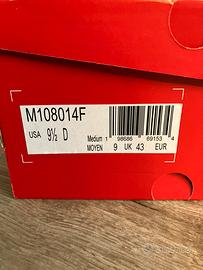 M108014F
USA 9½ D
Medium 1 98686 69153 4
MOYEN 9 UK 43 EUR